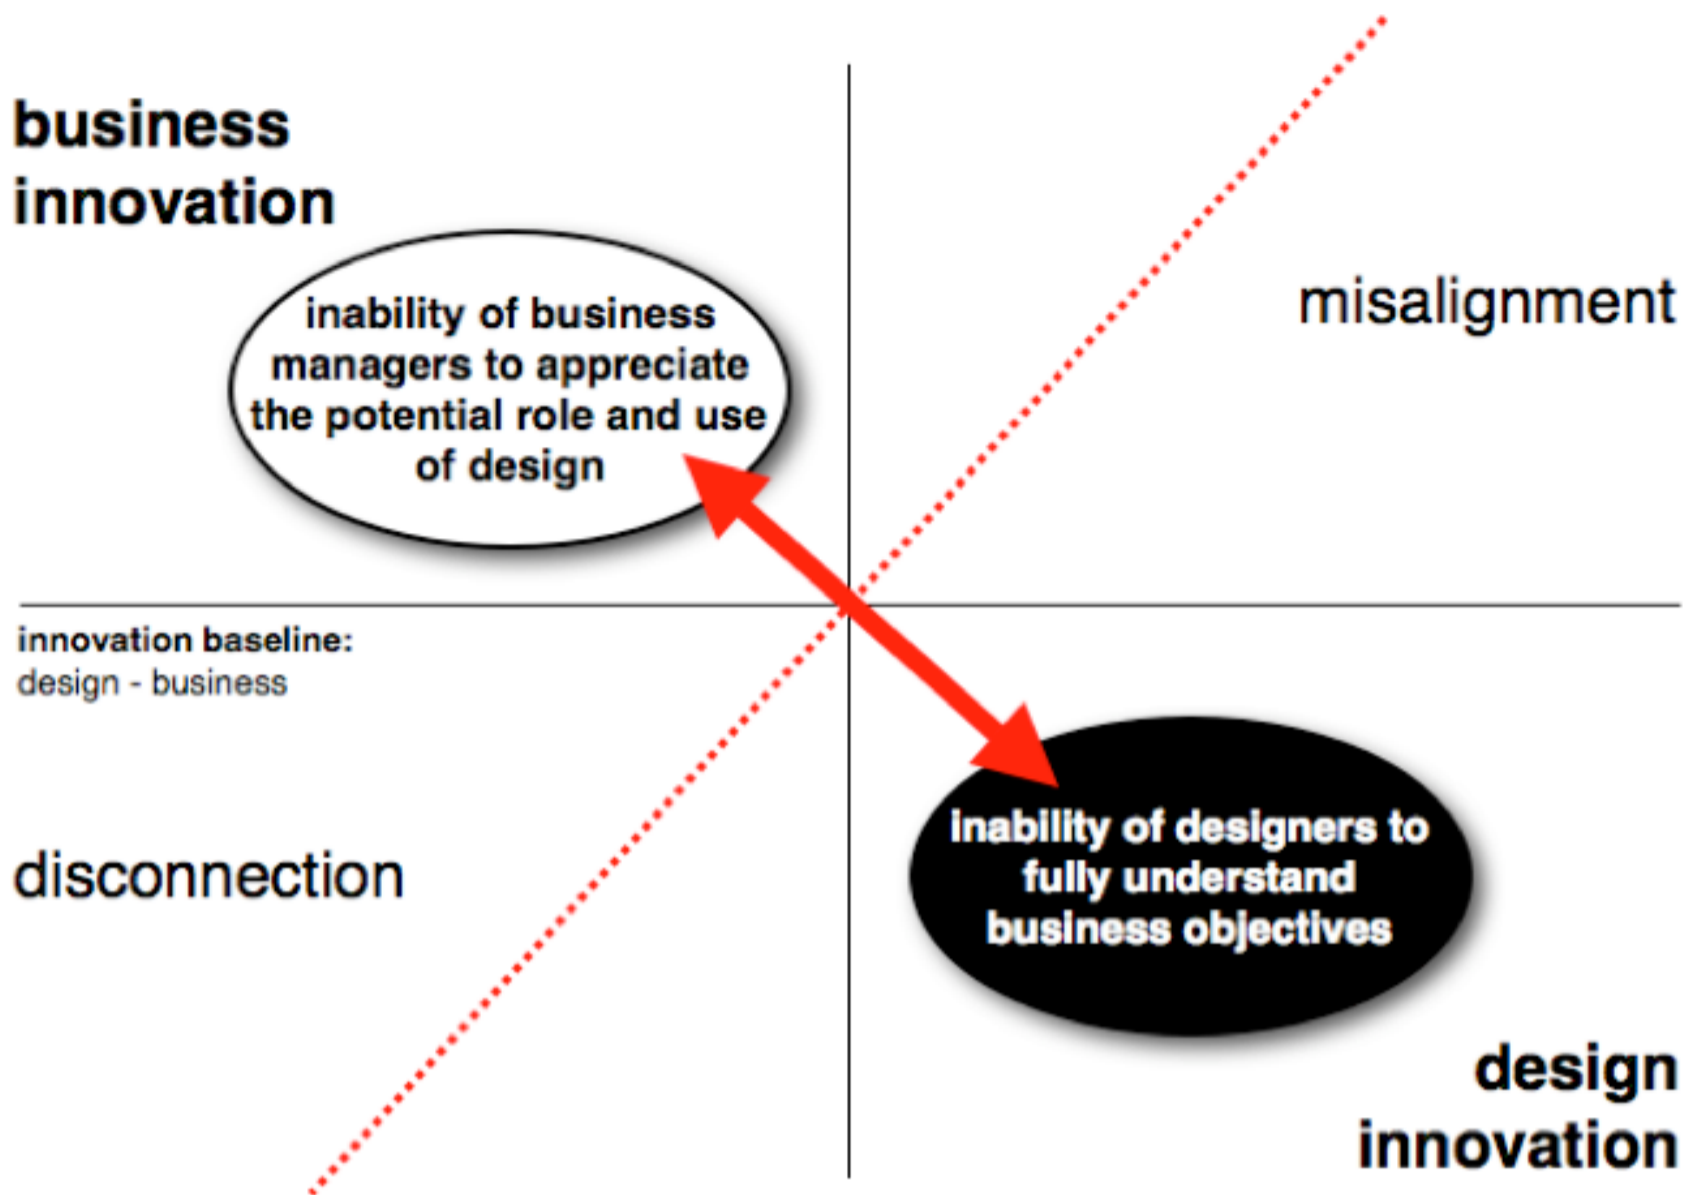 business
innovation
inability of business
managers to appreciate
the potential role and use
of design
misalignment
innovation baseline:
design - business
disconnection
inability of designers to
fully understand
business objectives
design
innovation